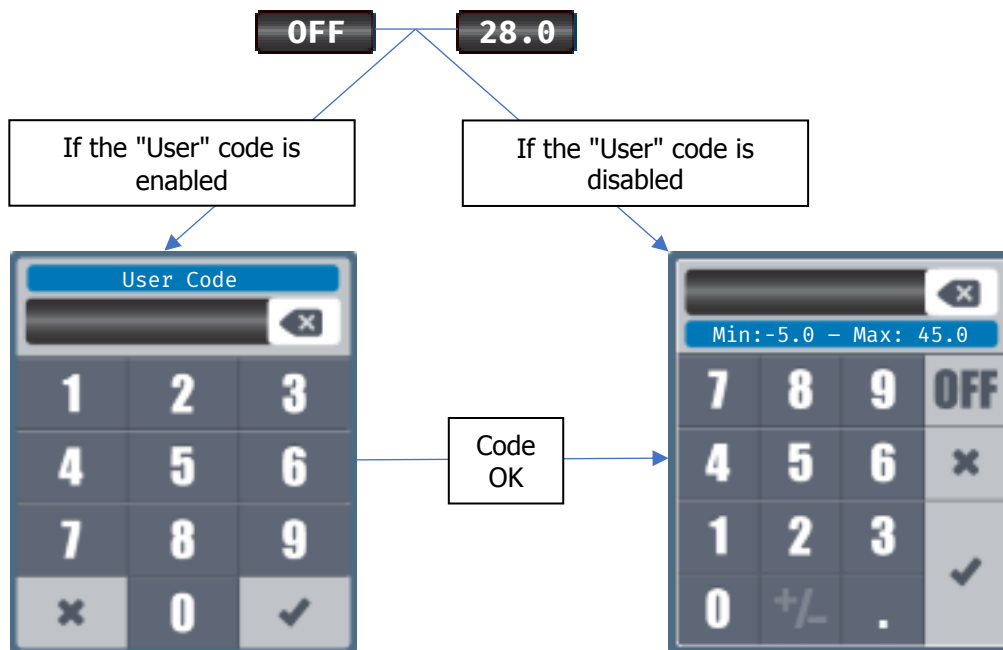 OFF 28.0
If the "User" code is
enabled
If the "User" code is
disabled
User Code
1 2 3
4 5 6
7 8 9
0
Code
OK
Min:-5.0 — Max: 45.0
7 8 9 OFF
4 5 6
1 2 3
0 +/- .